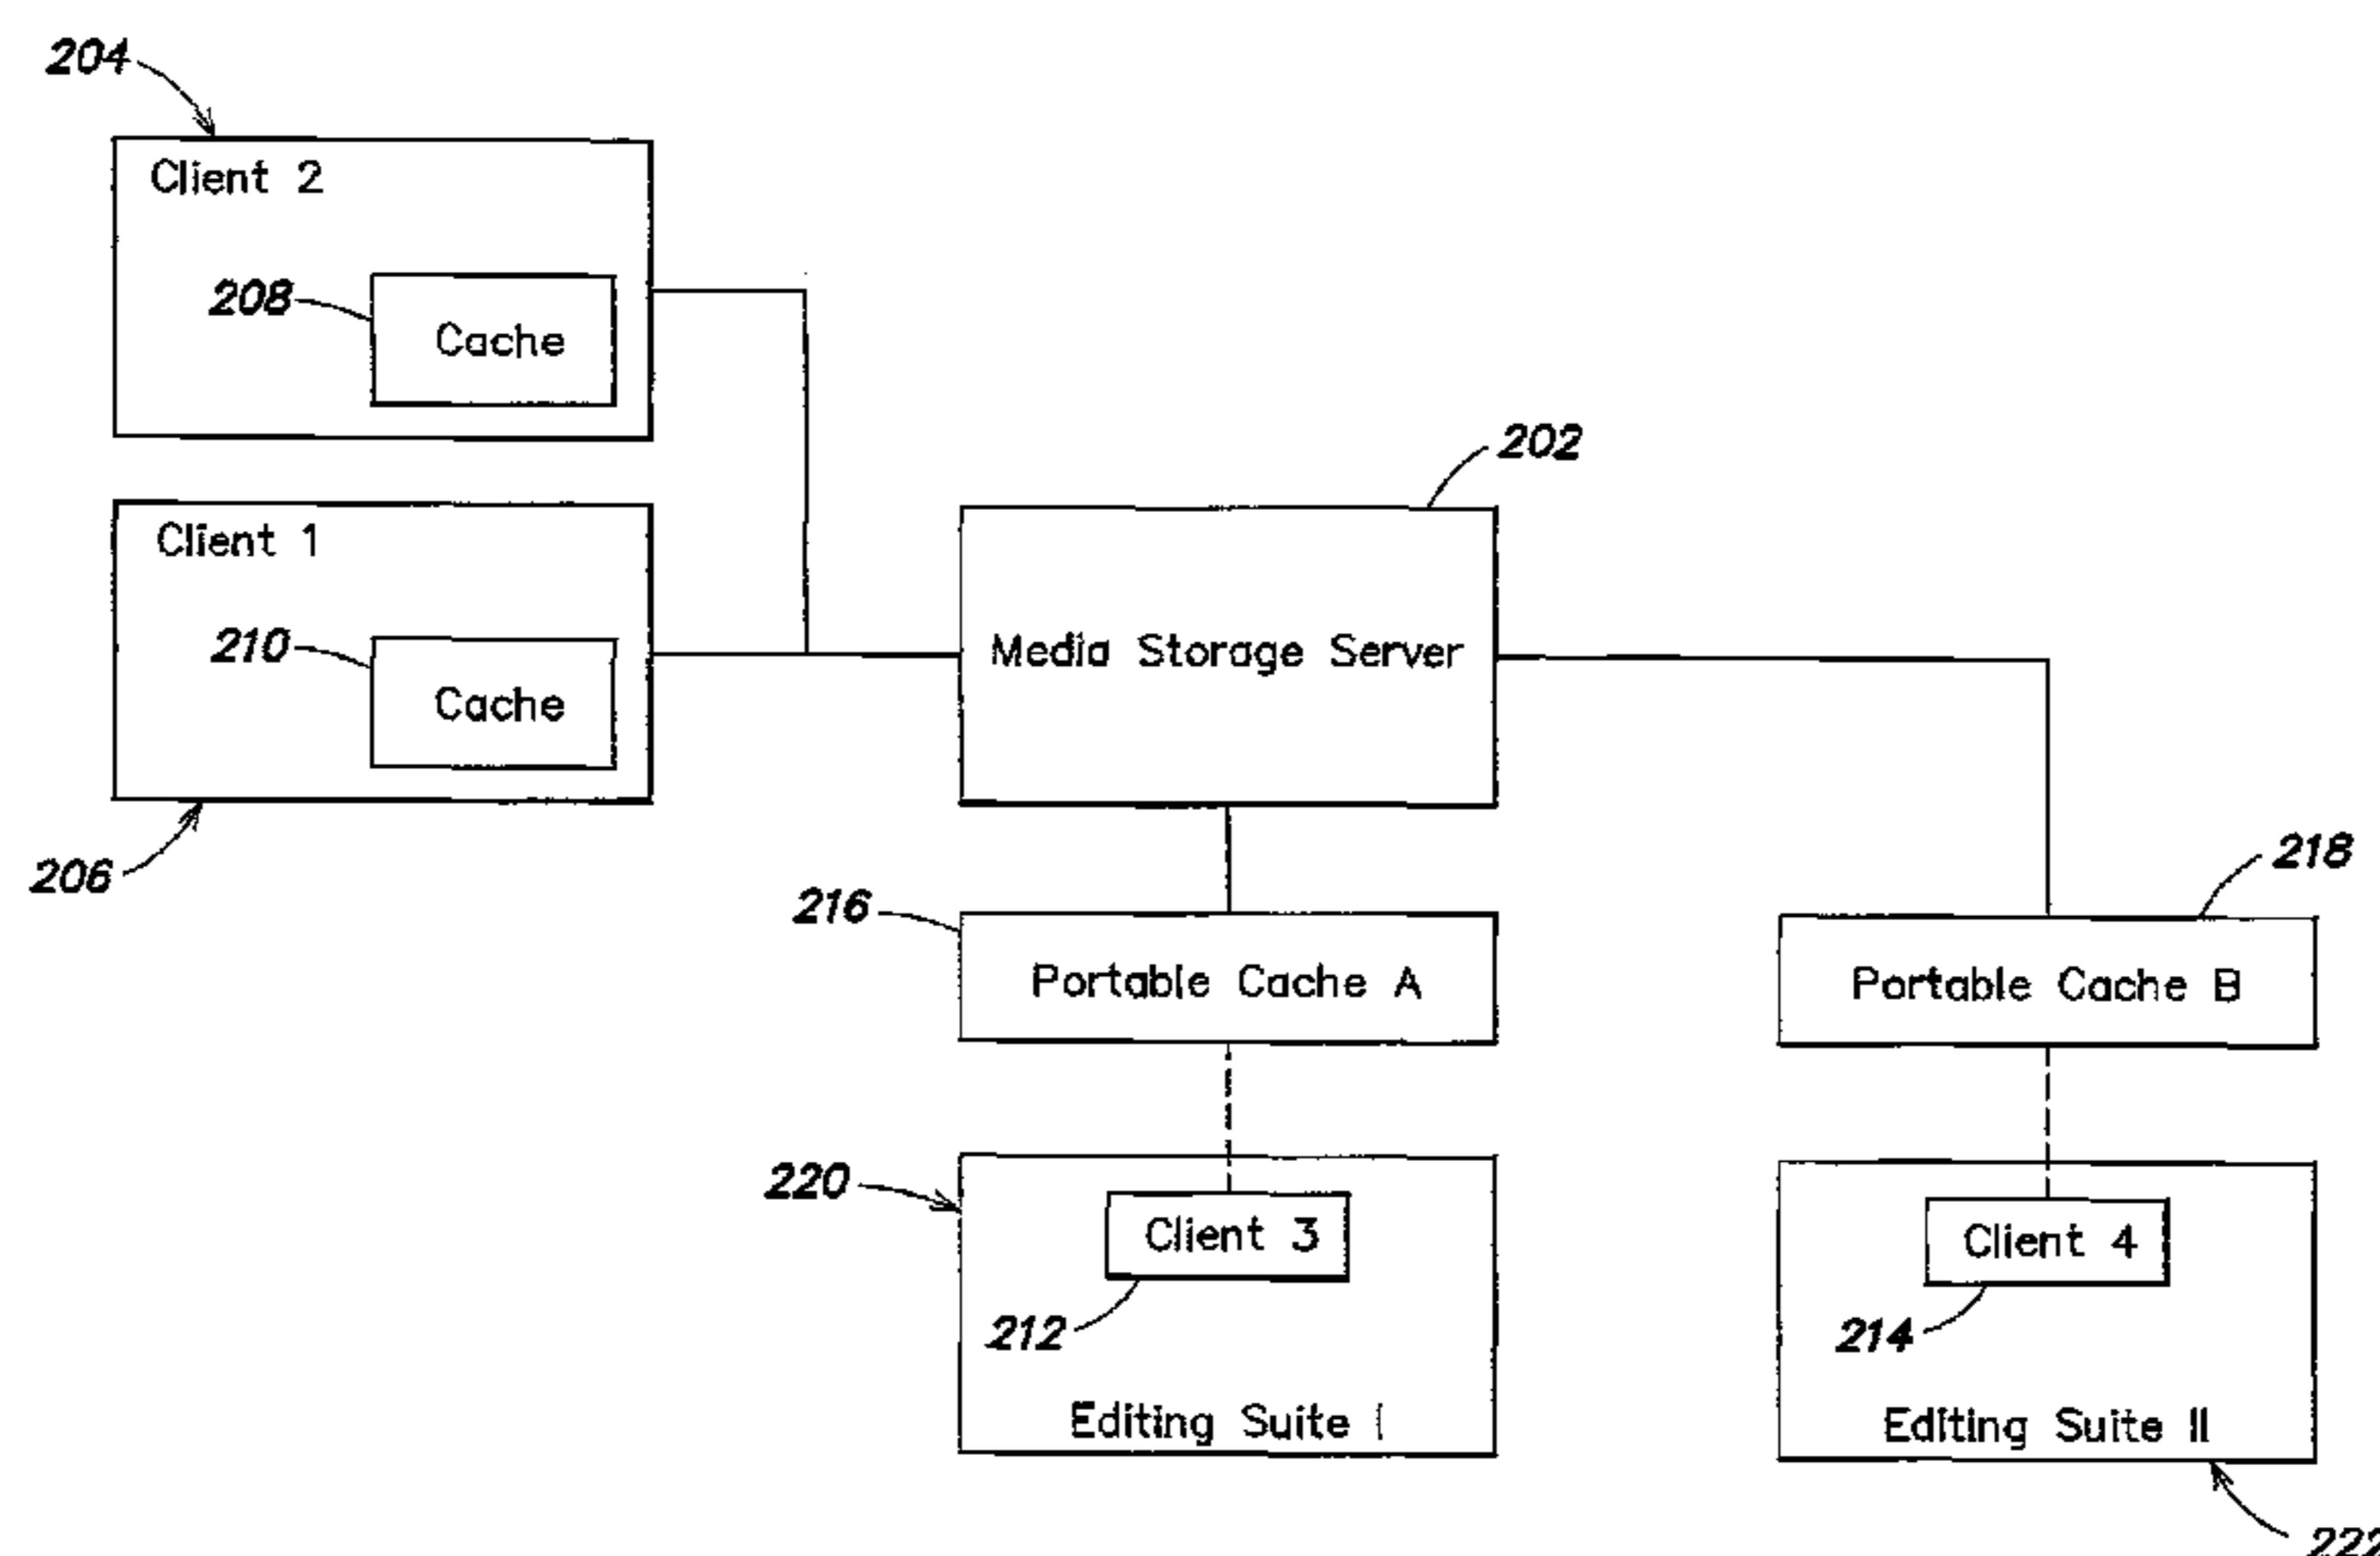 204
Client 2
208
Cache
202
Client 1
210
Cache
Media Storage Server
206
216
218
Portable Cache A
Portable Cache B
220
Client 3
Client 4
212
214
Editing Suite I
Editing Suite II
222